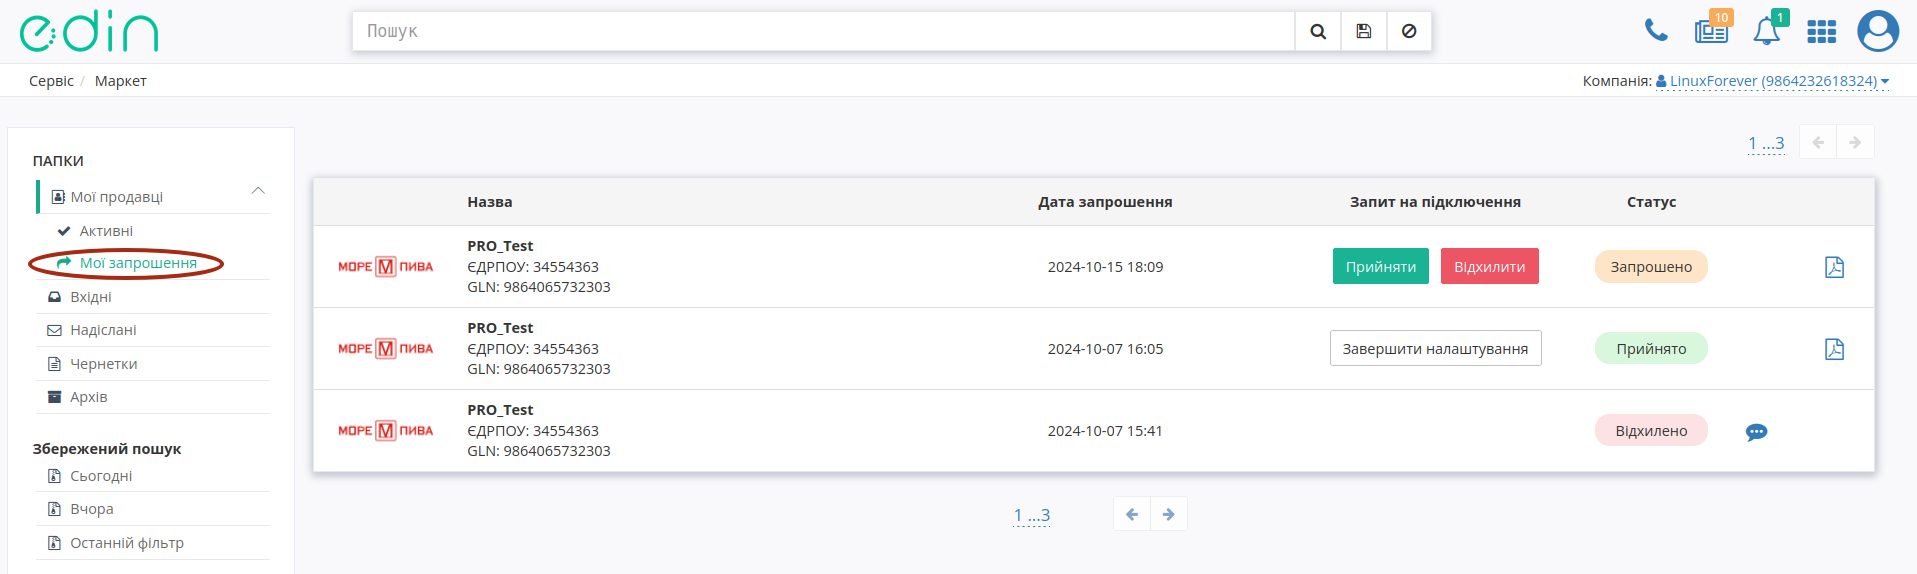 edin
Пошук
10
1
Сервіс / Маркет
Компанія: LinuxForever (9864232618324)
ПАПКИ
Мої продавці
Активні
Мої запрошення
Вхідні
Надіслані
Чернетки
Архів
Збережений пошук
Сьогодні
Вчора
Останній фільтр
1 ...3
Назва Дата запрошення Запит на підключення Статус
МОРЕ М ПИВА
PRO_Test
ЄДРПОУ: 34554363
GLN: 9864065732303
2024-10-15 18:09
Прийняти Відхилити
Запрошено
МОРЕ М ПИВА
PRO_Test
ЄДРПОУ: 34554363
GLN: 9864065732303
2024-10-07 16:05
Завершити налаштування
Прийнято
МОРЕ М ПИВА
PRO_Test
ЄДРПОУ: 34554363
GLN: 9864065732303
2024-10-07 15:41
Відхилено
1 ...3